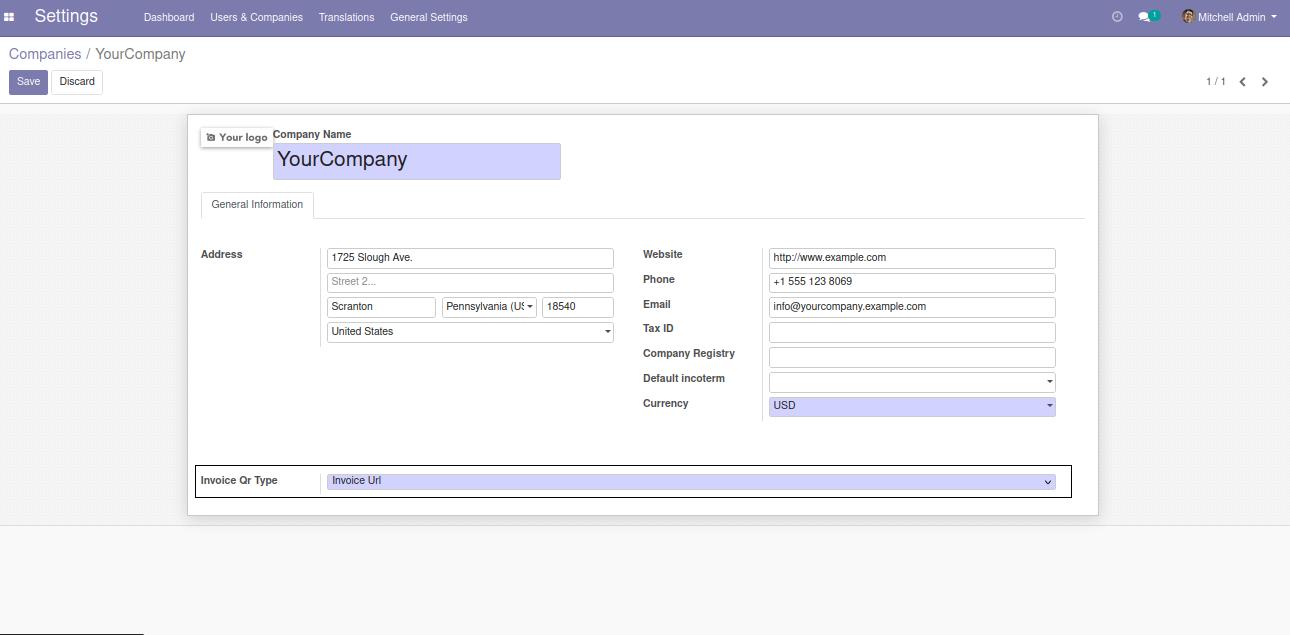 Settings Dashboard Users & Companies Translations General Settings 1 Mitchell Admin
Companies / YourCompany
Save Discard 1 / 1
Your logo Company Name
YourCompany
General Information
Address 1725 Slough Ave. Website http://www.example.com
Street 2... Phone +1 555 123 8069
Scranton Pennsylvania (US 18540 Email info@yourcompany.example.com
United States Tax ID
Company Registry
Default incoterm
Currency USD
Invoice Qr Type Invoice Url